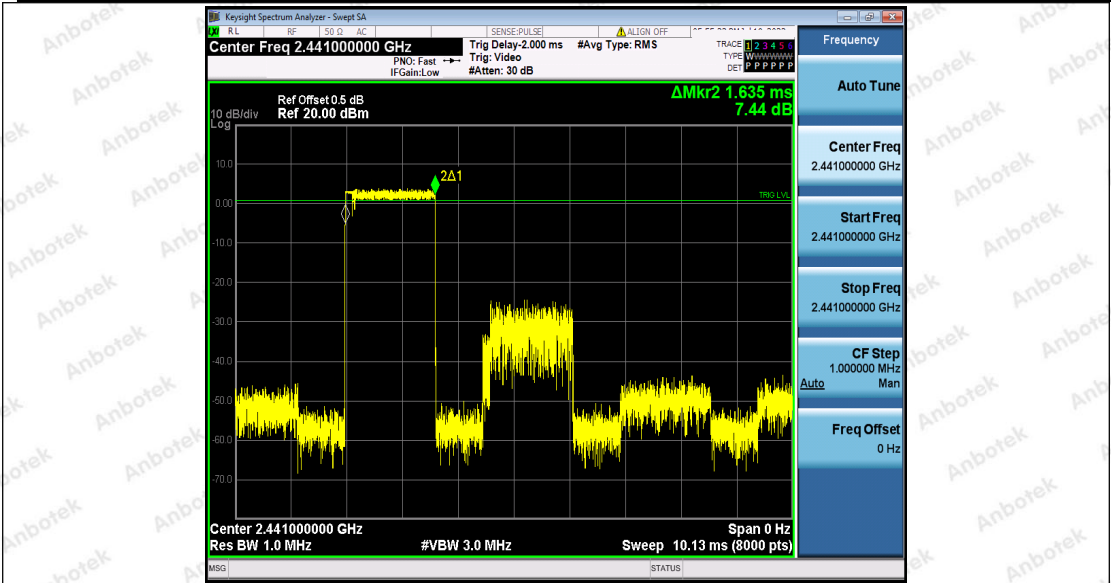 Keysight Spectrum Analyzer - Swept SA
RL RF 50 Ω AC SENSE:PULSE ALIGN OFF
Center Freq 2.441000000 GHz
PNO: Fast
IFGain:Low
Trig Delay-2.000 ms
Trig: Video
#Atten: 30 dB
#Avg Type: RMS
TRACE 1 2 3 4 5 6
TYPE WWWWWW
DET P P P P P P
ΔMkr2 1.635 ms
7.44 dB
Ref Offset 0.5 dB
10 dB/div Ref 20.00 dBm
Log
10.0
0.00
-10.0
-20.0
-30.0
-40.0
-50.0
-60.0
-70.0
2Δ1
TRIG LVL
Center 2.441000000 GHz
Span 0 Hz
Res BW 1.0 MHz
#VBW 3.0 MHz
Sweep 10.13 ms (8000 pts)
MSG
STATUS
Frequency
Auto Tune
Center Freq
2.441000000 GHz
Start Freq
2.441000000 GHz
Stop Freq
2.441000000 GHz
CF Step
1.000000 MHz
Auto Man
Freq Offset
0 Hz
Anbotek